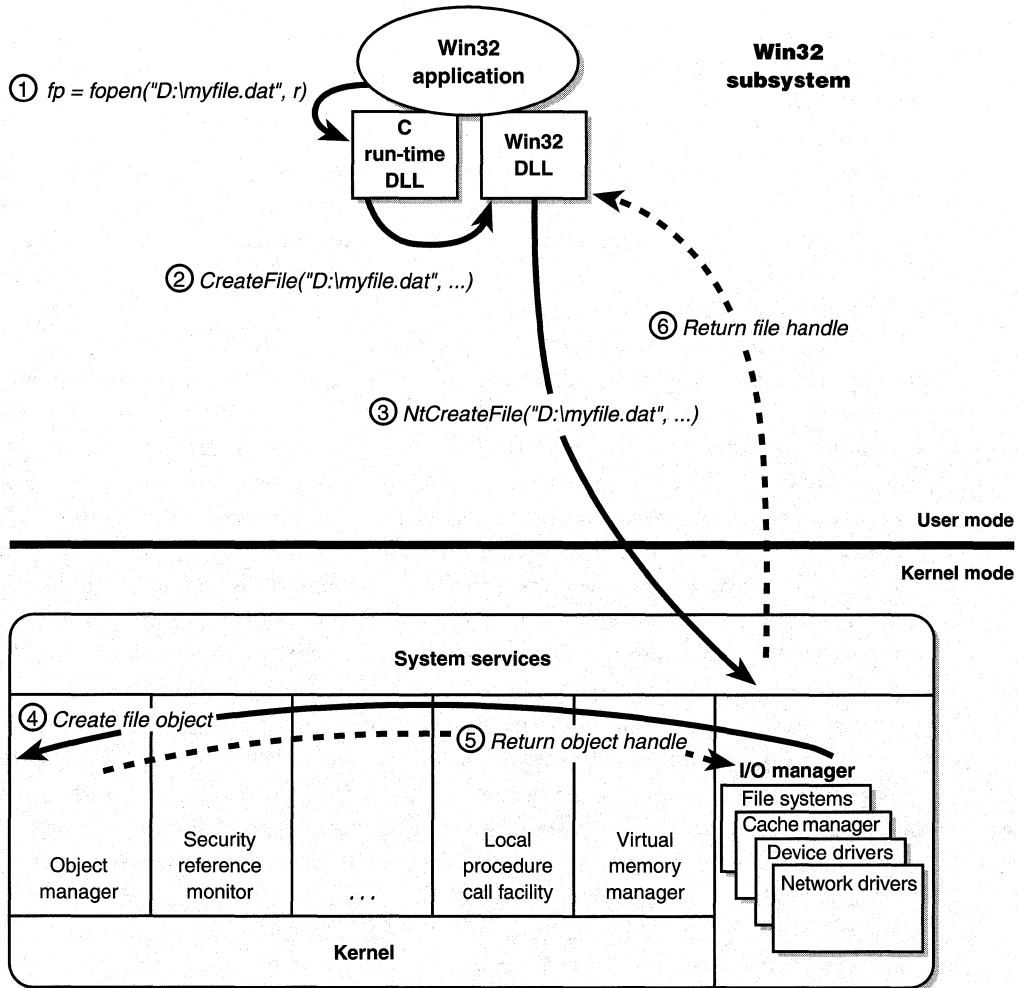 Win32
application
Win32
subsystem
① fp = fopen("D:\myfile.dat", r)
C
run-time
DLL
Win32
DLL
② CreateFile("D:\myfile.dat", ...)
⑥ Return file handle
③ NtCreateFile("D:\myfile.dat", ...)
User mode
Kernel mode
System services
④ Create file object
⑤ Return object handle
I/O manager
File systems
Cache manager
Device drivers
Network drivers
Object
manager
Security
reference
monitor
...
Local
procedure
call facility
Virtual
memory
manager
Kernel